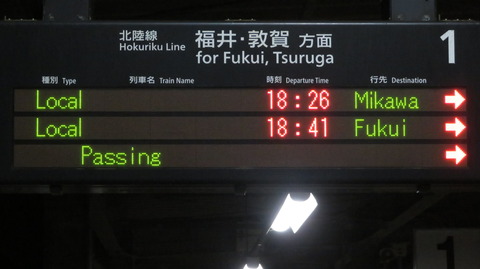 北陸線 福井・敦賀 方面 1
Hokuriku Line for Fukui, Tsuruga
種別 Type 列車名 Train Name 時刻 Departure Time 行先 Destination
Local 18:26 Mikawa →
Local 18:41 Fukui →
Passing →
1